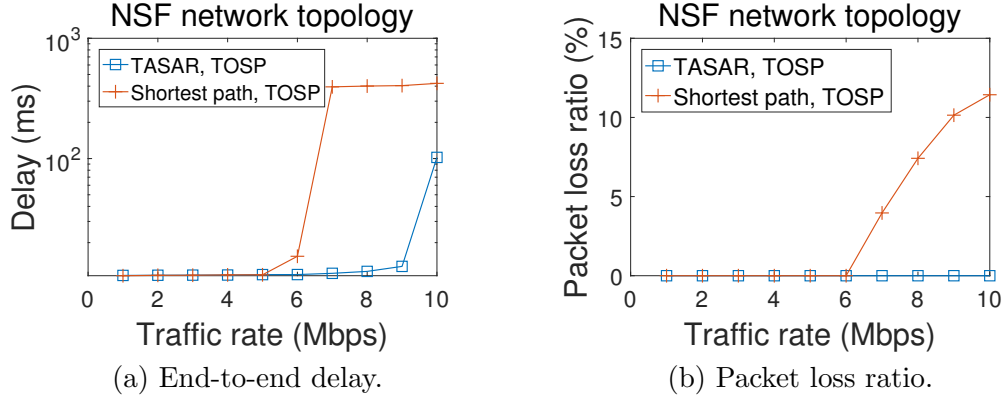 NSF network topology
10^3
10^2
Delay (ms)
TASAR, TOSP
Shortest path, TOSP
0 2 4 6 8 10
Traffic rate (Mbps)
(a) End-to-end delay.
NSF network topology
15
10
5
0
Packet loss ratio (%)
TASAR, TOSP
Shortest path, TOSP
0 2 4 6 8 10
Traffic rate (Mbps)
(b) Packet loss ratio.